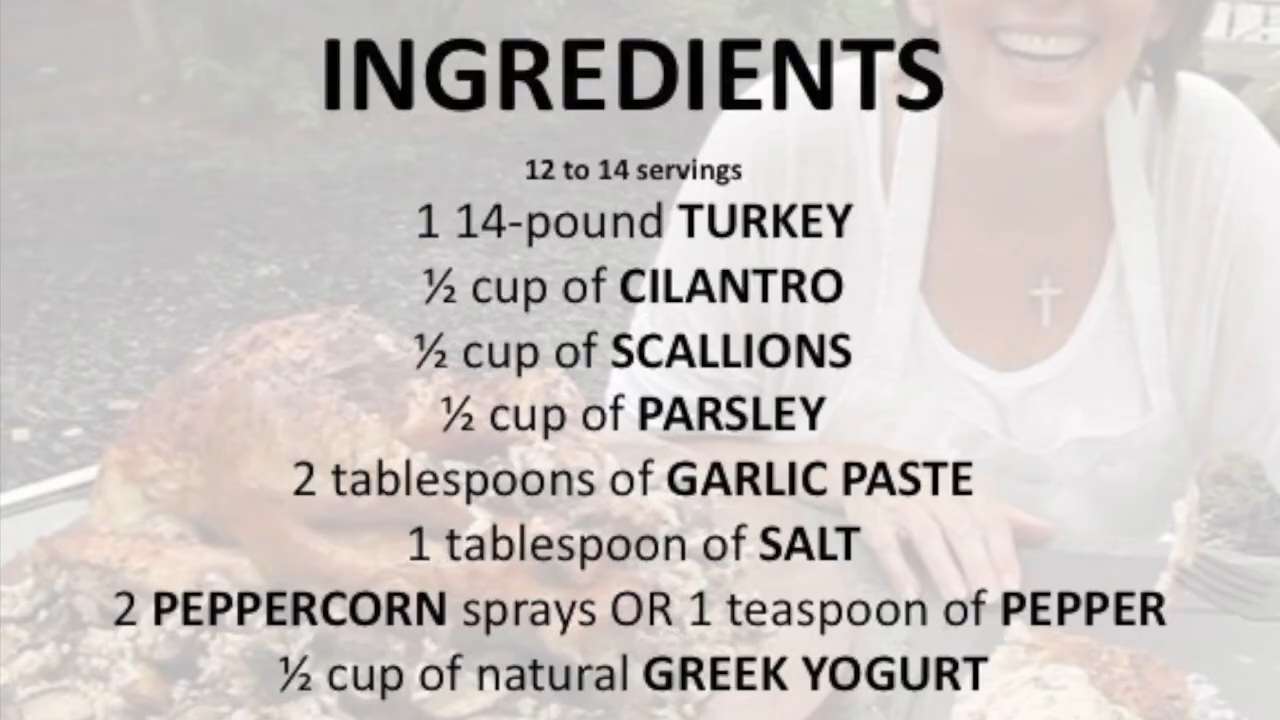 INGREDIENTS
12 to 14 servings
1 14-pound TURKEY
½ cup of CILANTRO
½ cup of SCALLIONS
½ cup of PARSLEY
2 tablespoons of GARLIC PASTE
1 tablespoon of SALT
2 PEPPERCORN sprays OR 1 teaspoon of PEPPER
½ cup of natural GREEK YOGURT